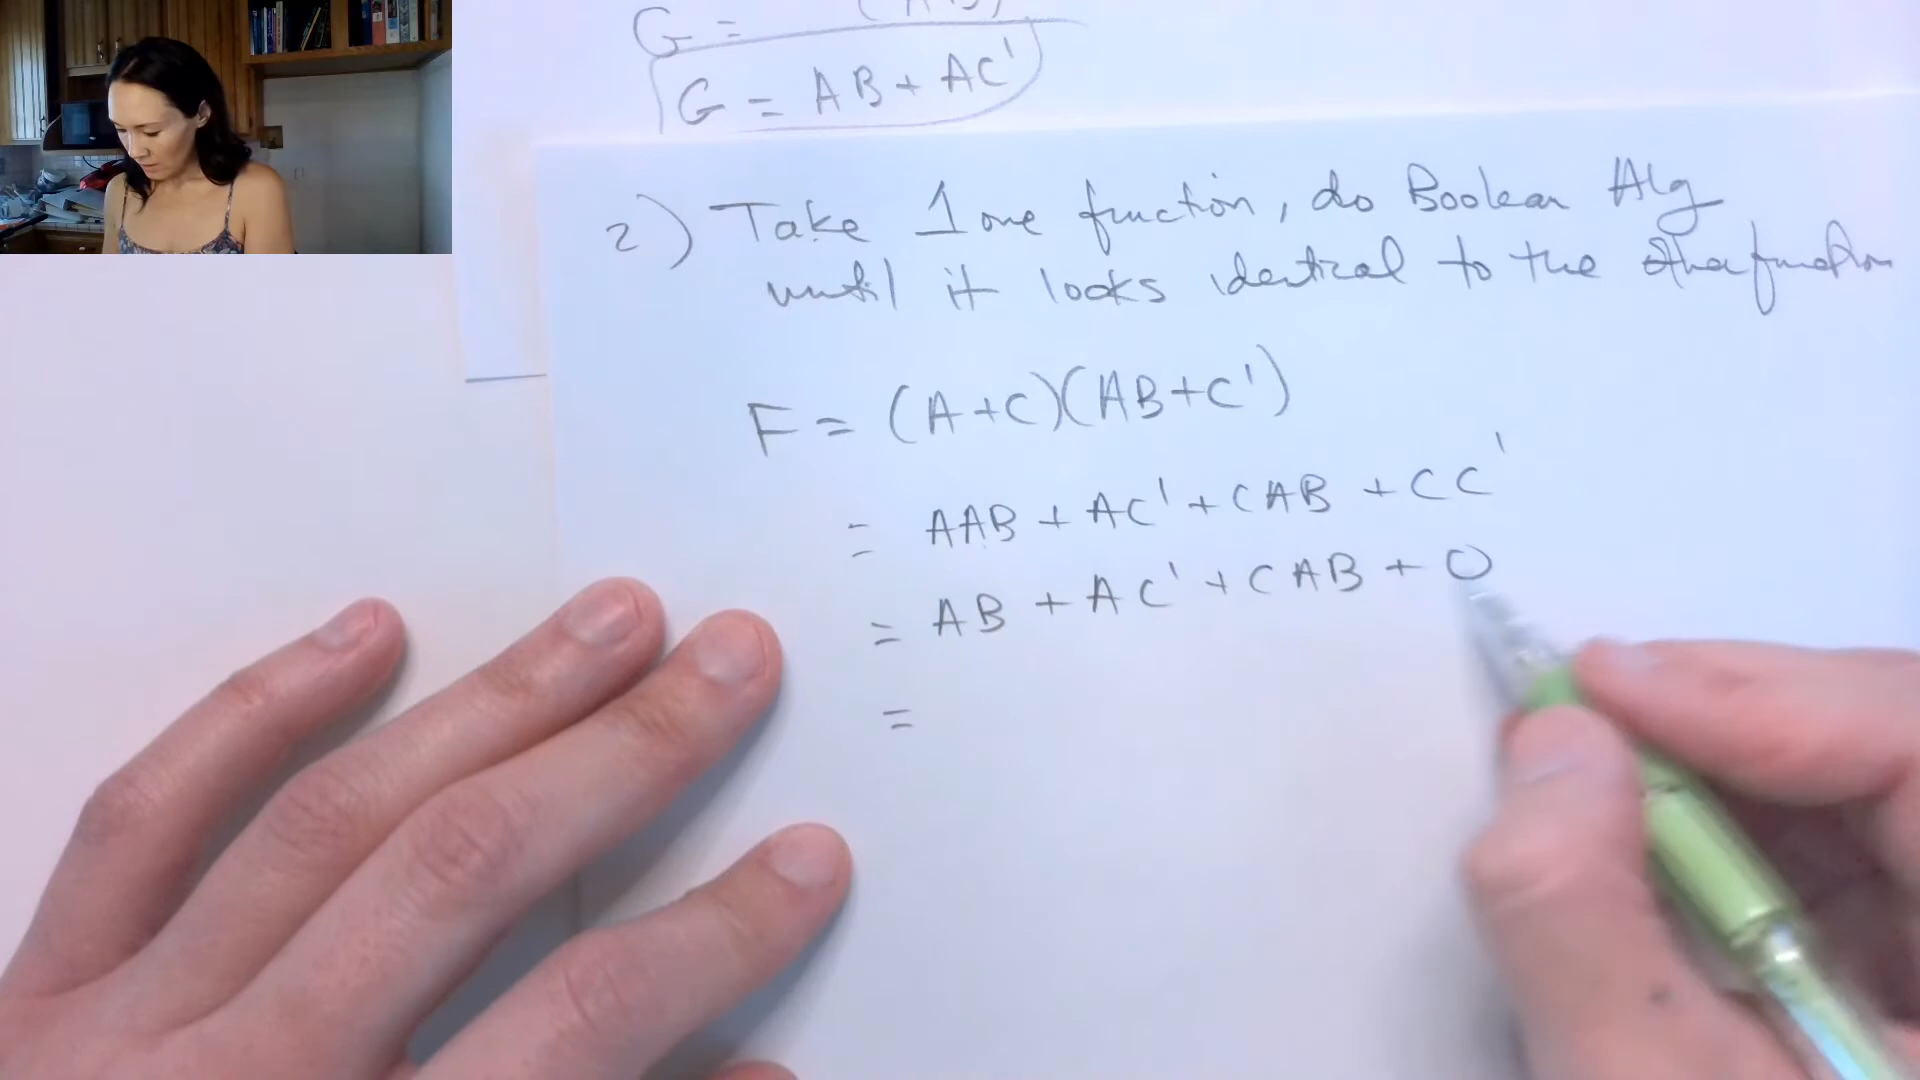 G =
G = AB + AC'
2) Take 1 one function, do Boolean Alg
until it looks identical to the other function
F = (A+C)(AB+C')
= AAB + AC' + CAB + CC'
= AB + AC' + CAB + 0
=